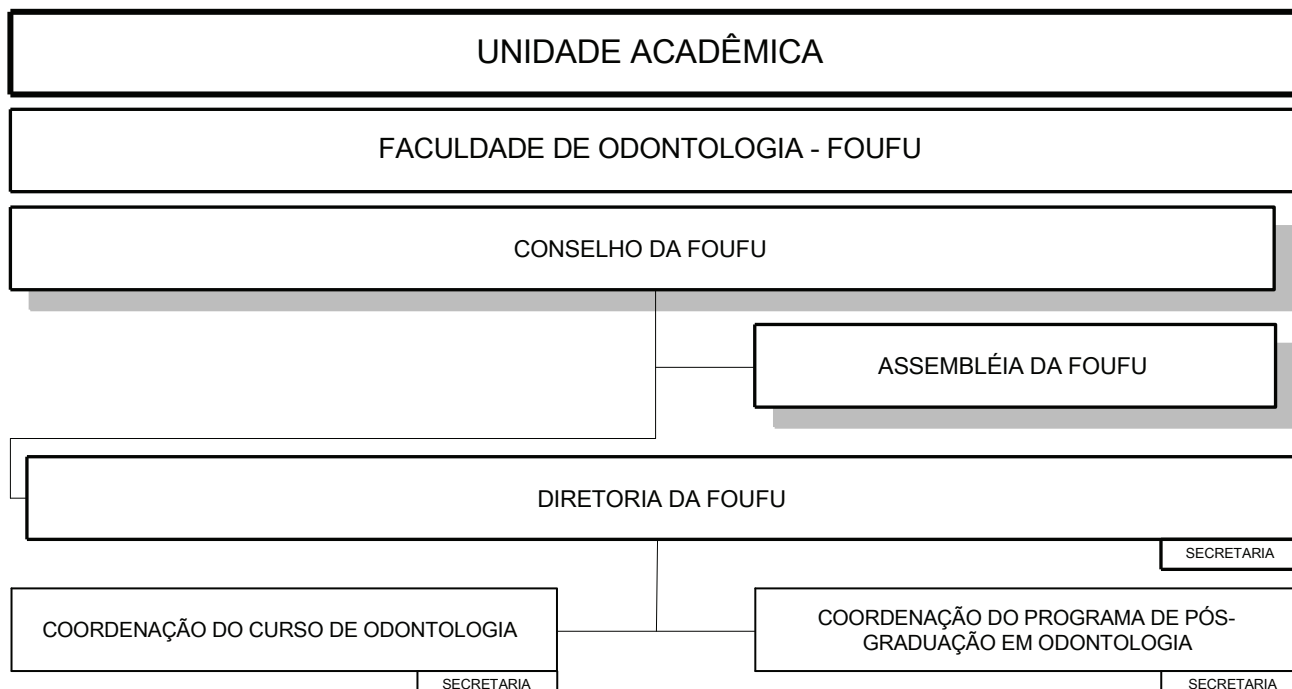 UNIDADE ACADÊMICA
FACULDADE DE ODONTOLOGIA - FOUFU
CONSELHO DA FOUFU
ASSEMBLÉIA DA FOUFU
DIRETORIA DA FOUFU
SECRETARIA
COORDENAÇÃO DO CURSO DE ODONTOLOGIA
SECRETARIA
COORDENAÇÃO DO PROGRAMA DE PÓS-
GRADUAÇÃO EM ODONTOLOGIA
SECRETARIA